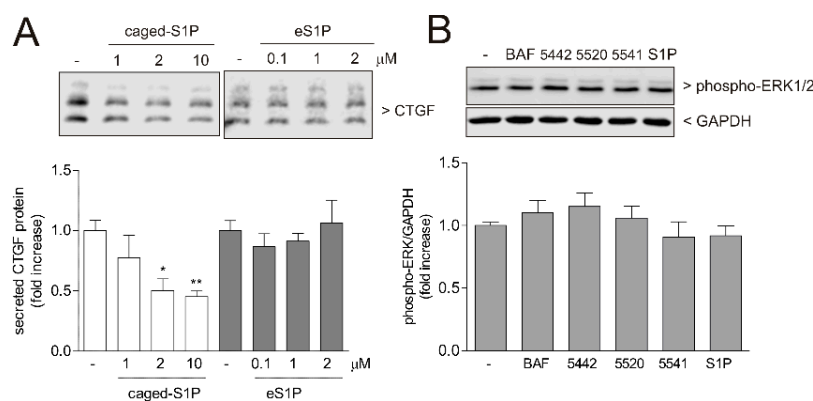 A
caged-S1P
eS1P
- 1 2 10 - 0.1 1 2 μM
> CTGF
secreted CTGF protein
(fold increase)
1.5
1.0
0.5
0.0
* **
- 1 2 10 - 0.1 1 2 μM
caged-S1P eS1P
B
- BAF 5442 5520 5541 S1P
> phospho-ERK1/2
< GAPDH
phospho-ERK/GAPDH
(fold increase)
1.5
1.0
0.5
0.0
- BAF 5442 5520 5541 S1P